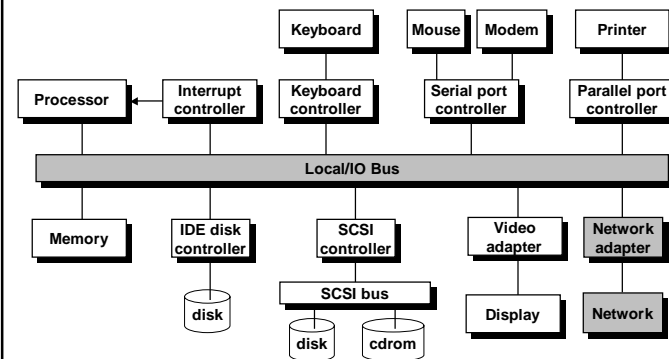 Keyboard
Mouse
Modem
Printer
Processor
Interrupt
controller
Keyboard
controller
Serial port
controller
Parallel port
controller
Local/IO Bus
Memory
IDE disk
controller
SCSI
controller
Video
adapter
Network
adapter
SCSI bus
disk
disk
cdrom
Display
Network